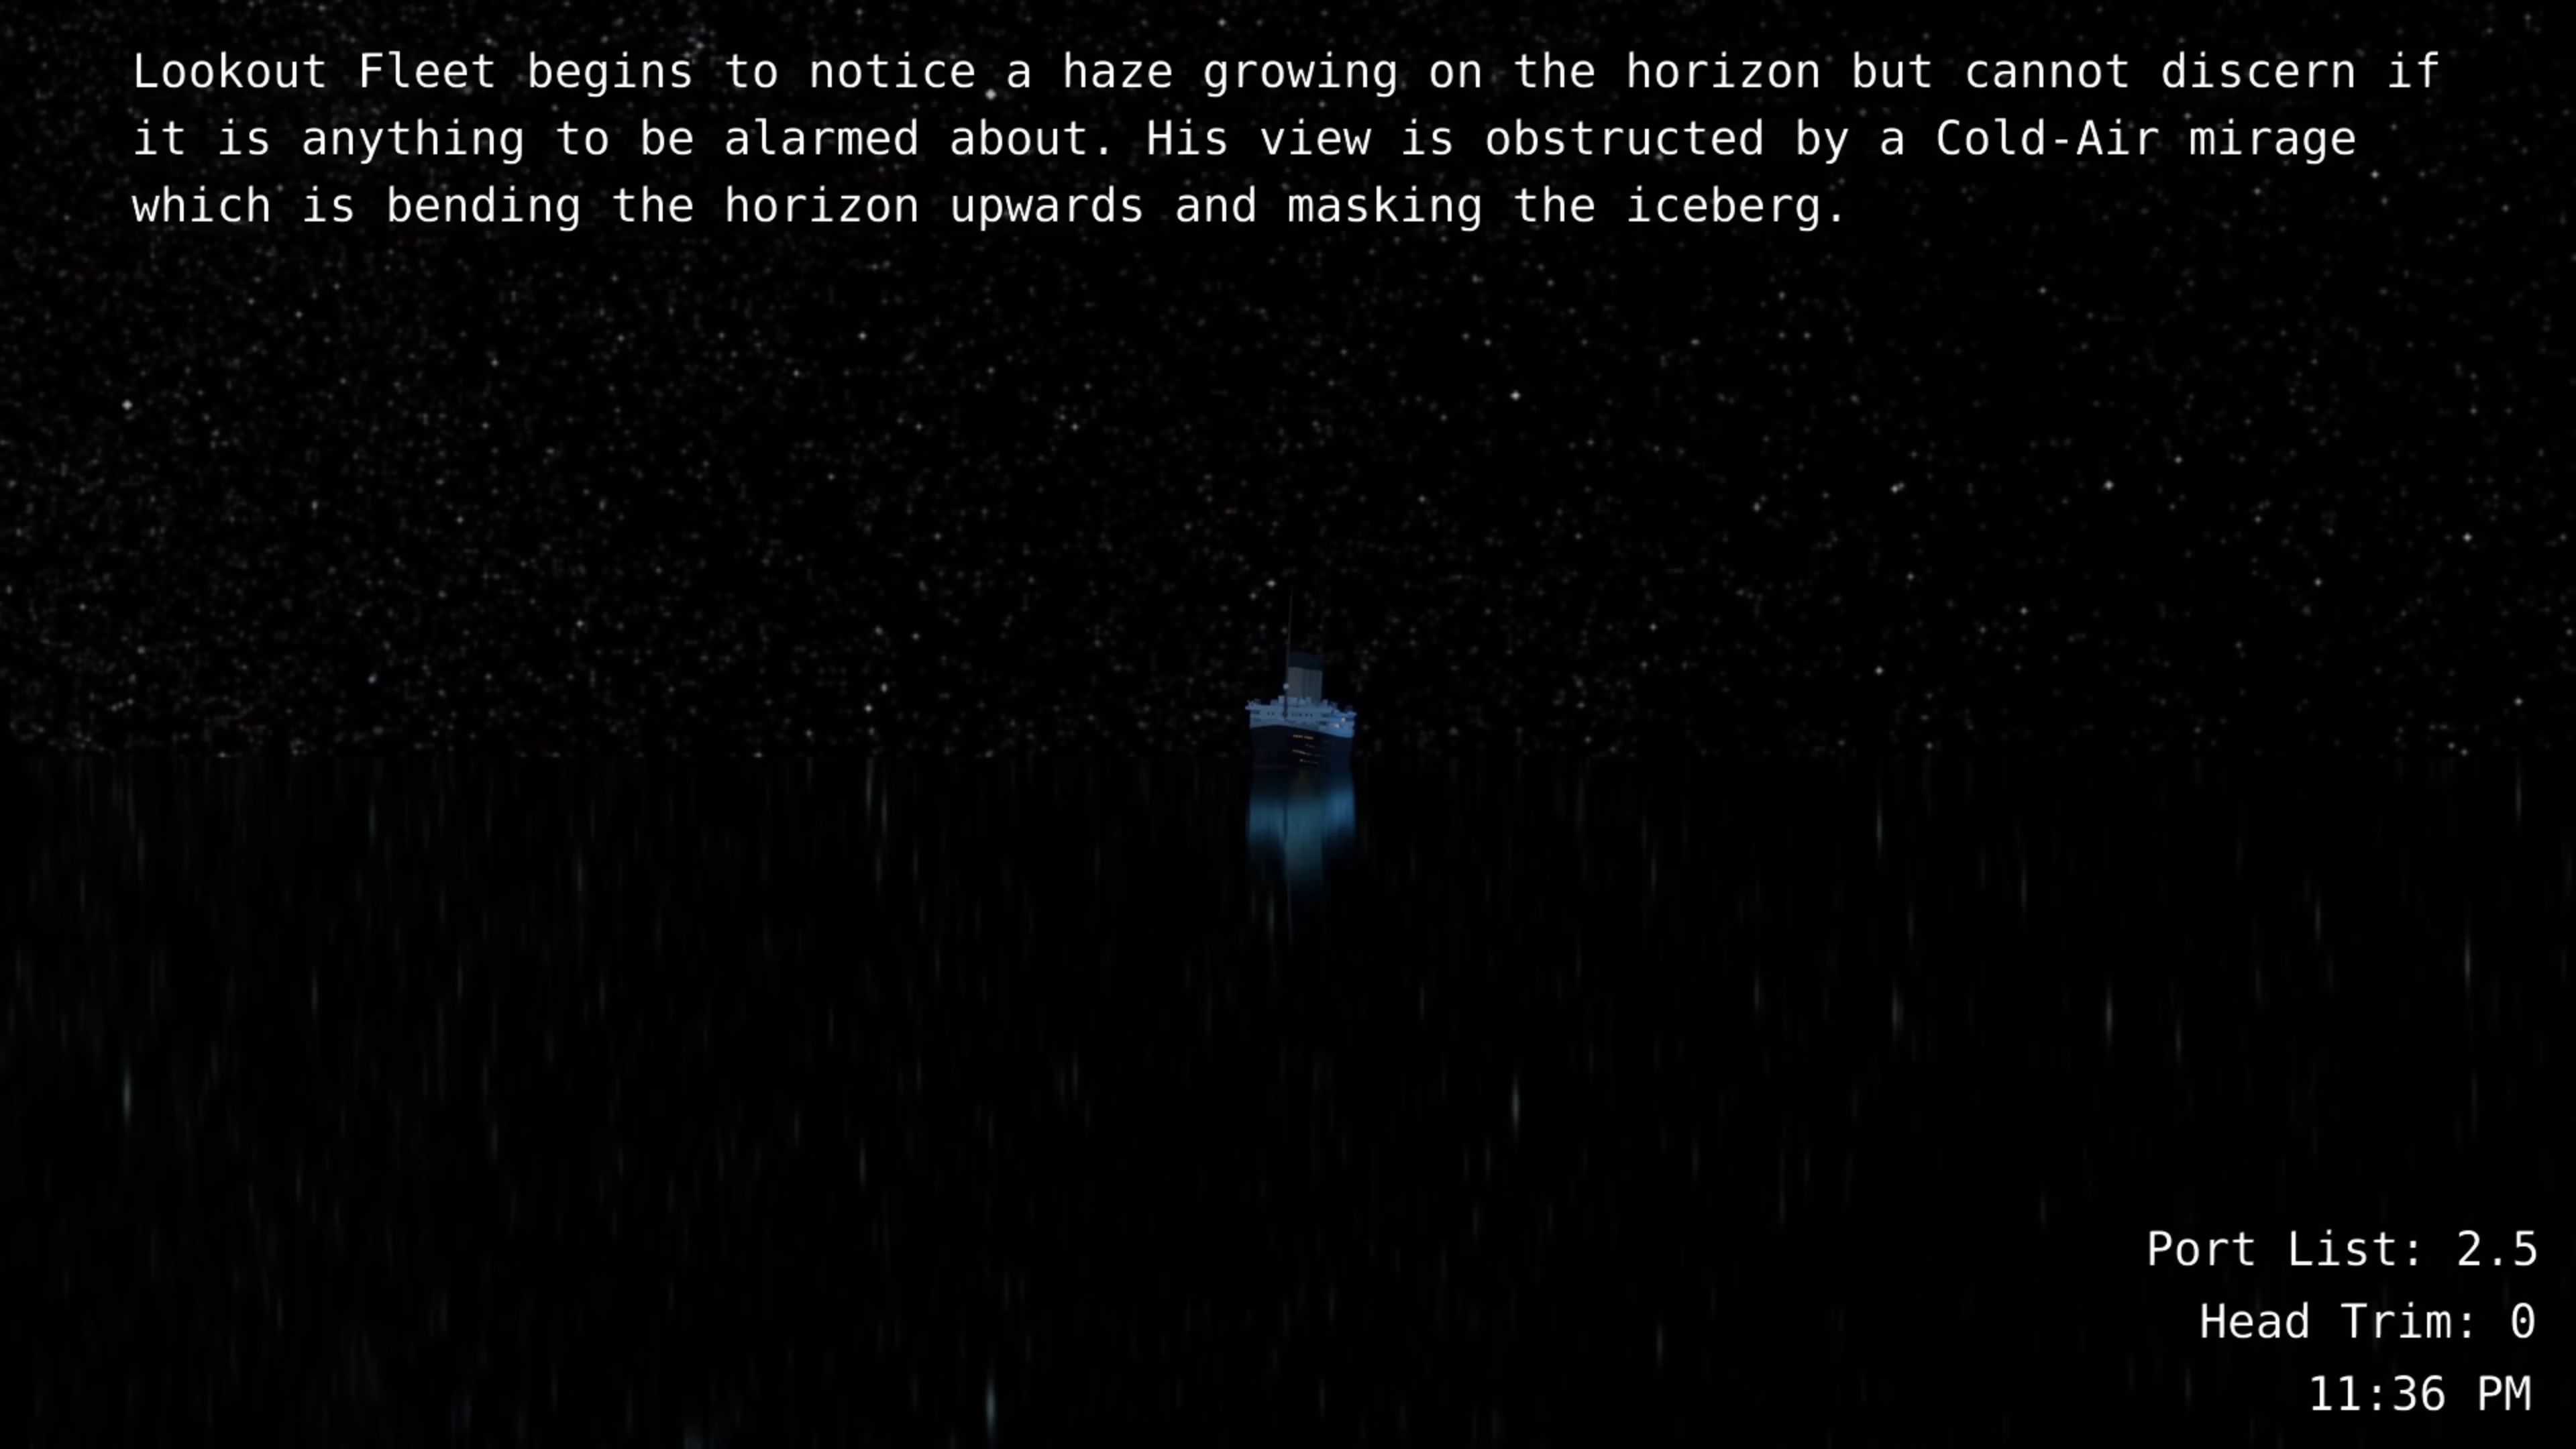 Lookout Fleet begins to notice a haze growing on the horizon but cannot discern if
it is anything to be alarmed about. His view is obstructed by a Cold-Air mirage
which is bending the horizon upwards and masking the iceberg.
Port List: 2.5
Head Trim: 0
11:36 PM